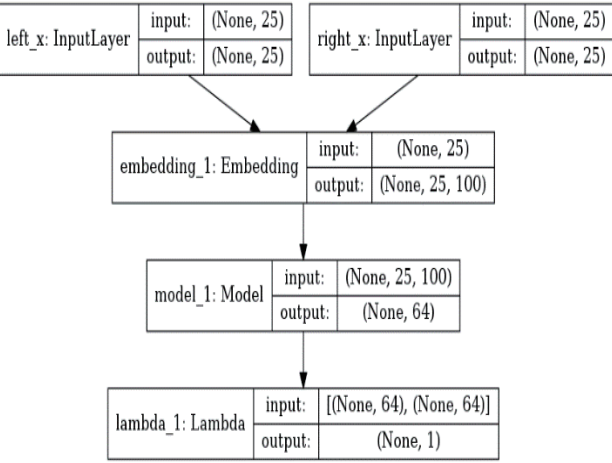 left_x: InputLayer input: (None, 25) output: (None, 25)
right_x: InputLayer input: (None, 25) output: (None, 25)
embedding_1: Embedding input: (None, 25) output: (None, 25, 100)
model_1: Model input: (None, 25, 100) output: (None, 64)
lambda_1: Lambda input: [(None, 64), (None, 64)] output: (None, 1)